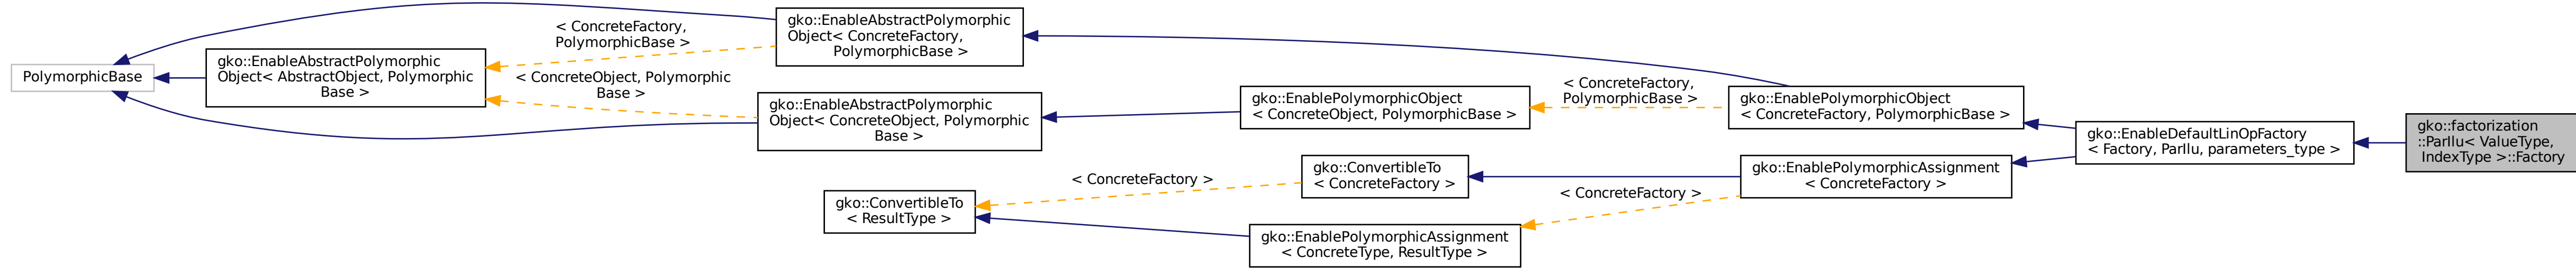 PolymorphicBase
gko::EnableAbstractPolymorphic
Object< AbstractObject, Polymorphic
Base >
< ConcreteFactory,
PolymorphicBase >
< ConcreteObject, Polymorphic
Base >
gko::EnableAbstractPolymorphic
Object< ConcreteFactory,
PolymorphicBase >
gko::EnableAbstractPolymorphic
Object< ConcreteObject, Polymorphic
Base >
gko::ConvertibleTo
< ResultType >
< ConcreteFactory >
gko::EnablePolymorphicObject
< ConcreteObject, PolymorphicBase >
gko::ConvertibleTo
< ConcreteFactory >
gko::EnablePolymorphicAssignment
< ConcreteType, ResultType >
< ConcreteFactory,
PolymorphicBase >
< ConcreteFactory >
gko::EnablePolymorphicObject
< ConcreteFactory, PolymorphicBase >
gko::EnablePolymorphicAssignment
< ConcreteFactory >
gko::EnableDefaultLinOpFactory
< Factory, ParIlu, parameters_type >
gko::factorization
::ParIlu< ValueType,
IndexType >::Factory